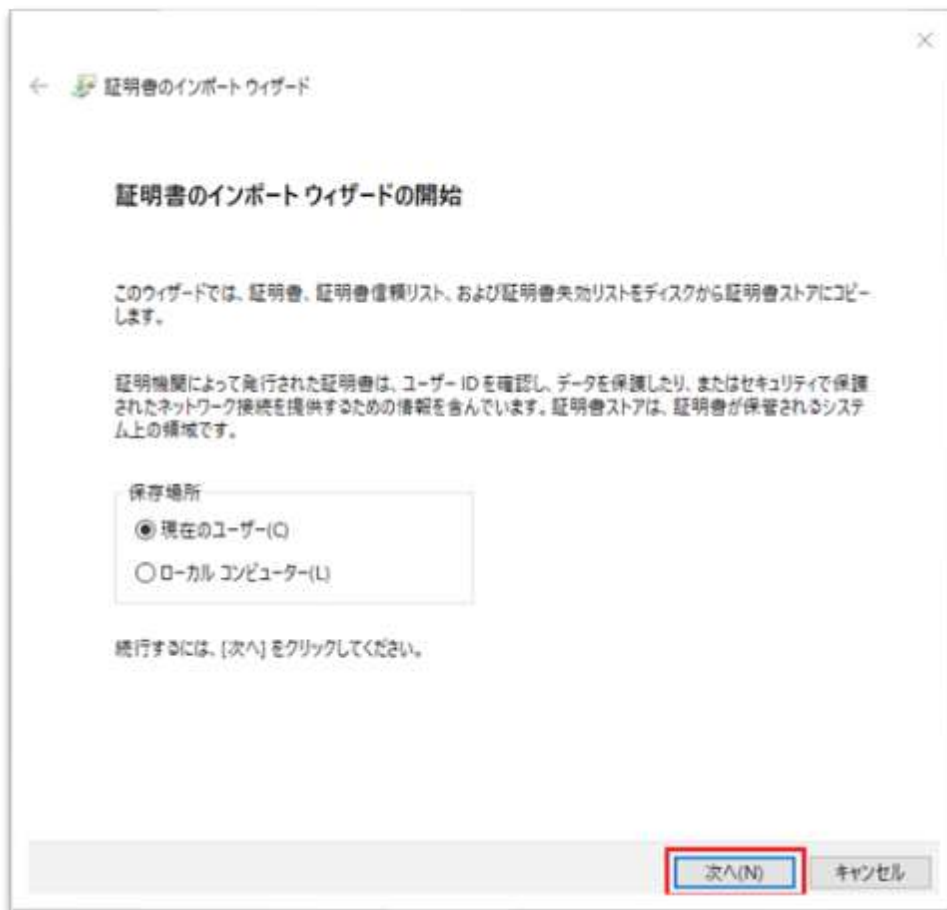 証明書のインポート ウィザード
証明書のインポート ウィザードの開始
このウィザードでは、証明書、証明書信頼リスト、および証明書失効リストをディスクから証明書ストアにコピー
します。
証明機関によって発行された証明書は、ユーザー ID を確認し、データを保護したり、またはセキュリティで保護
されたネットワーク接続を提供するための情報を含んでいます。証明書ストアは、証明書が保管されるシステ
ム上の領域です。
保存場所
現在のユーザー(C)
ローカル コンピューター(L)
続行するには、[次へ] をクリックしてください。
次へ(N)
キャンセル